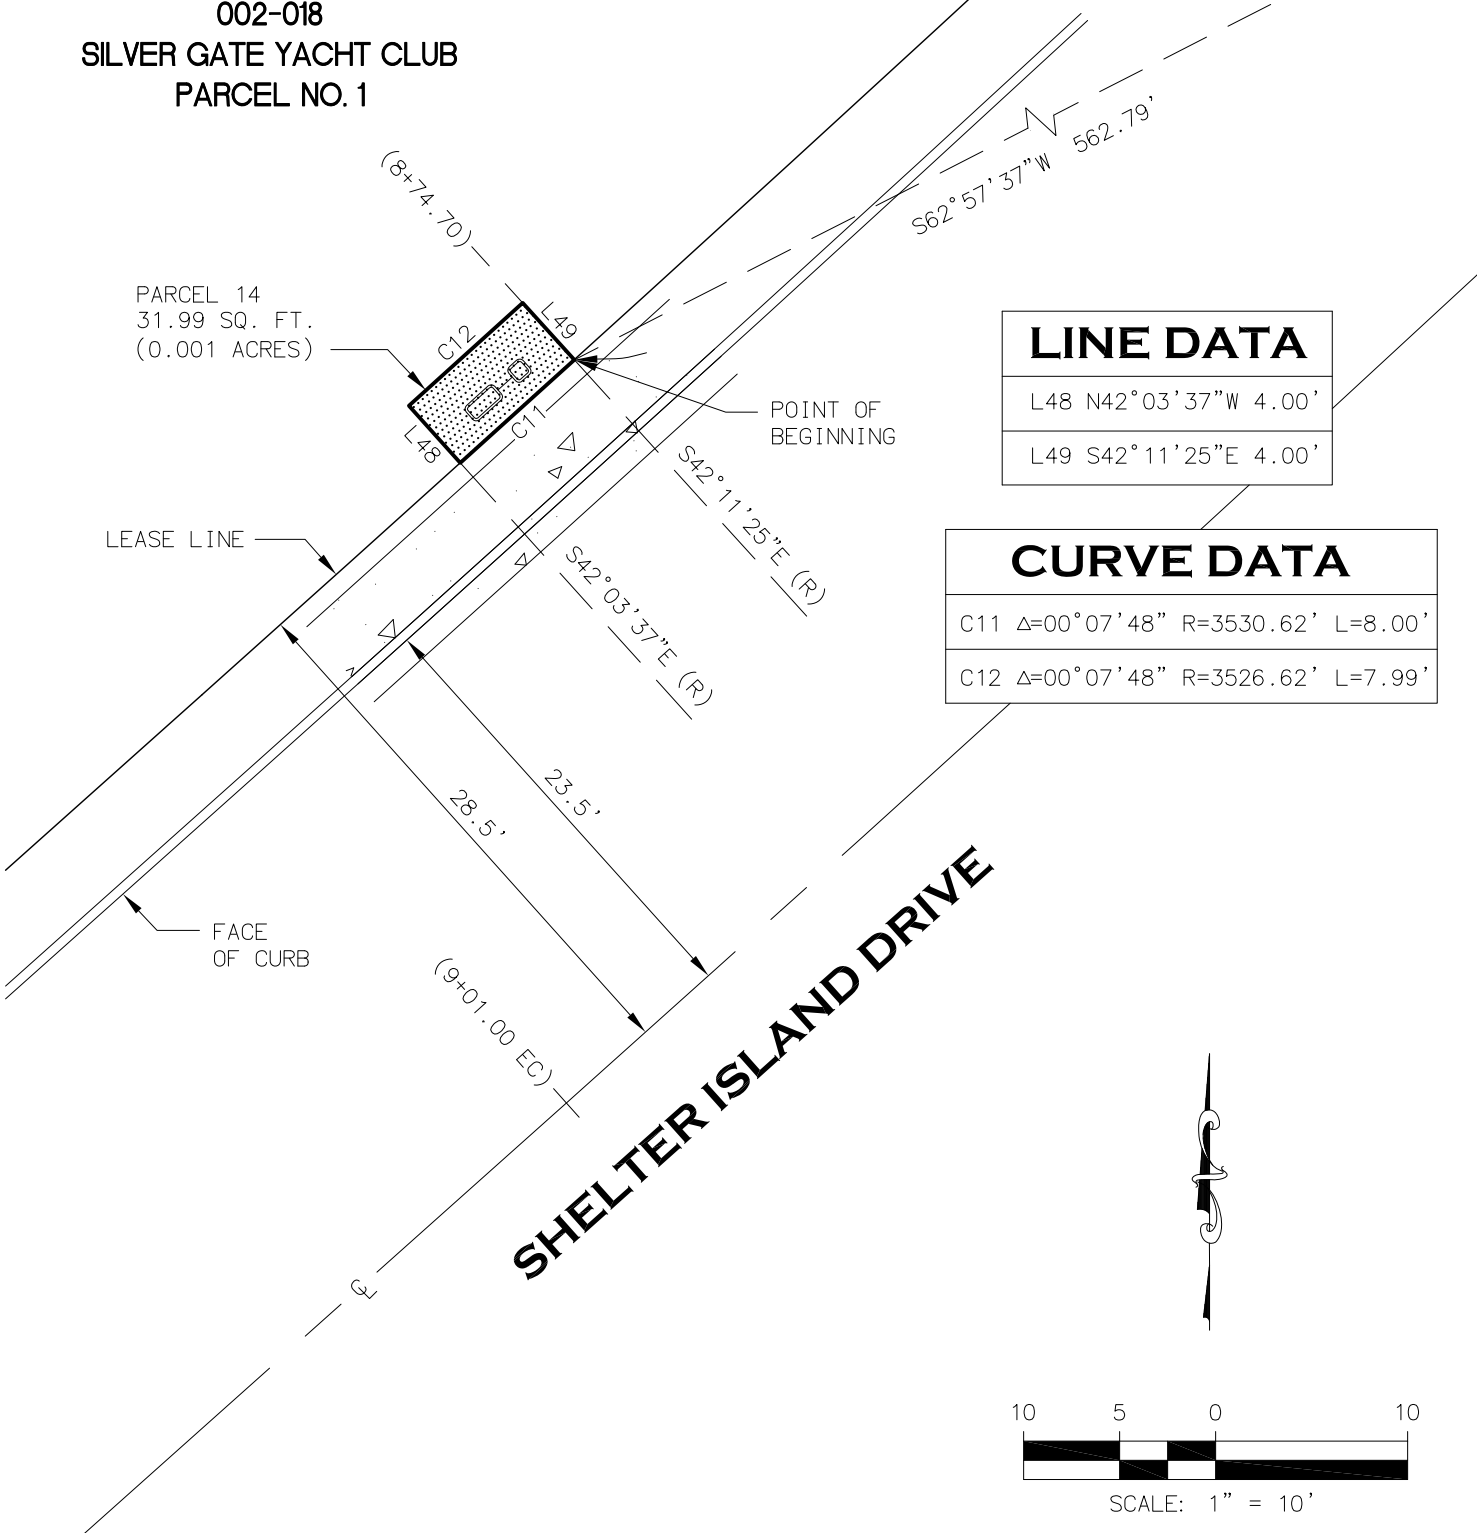 002-018
SILVER GATE YACHT CLUB
PARCEL NO. 1
(8+74.70)
S62°57'37"W 562.79'
PARCEL 14
31.99 SQ. FT.
(0.001 ACRES)
C12
L49
C11
L48
POINT OF
BEGINNING
LINE DATA
L48 N42°03'37"W 4.00'
L49 S42°11'25"E 4.00'
S42°11'25"E (R)
S42°03'37"E (R)
LEASE LINE
CURVE DATA
C11 Δ=00°07'48" R=3530.62' L=8.00'
C12 Δ=00°07'48" R=3526.62' L=7.99'
28.5'
23.5'
FACE
OF CURB
(9+01.00 EC)
SHELTER ISLAND DRIVE
℄
10 5 0 10
SCALE: 1" = 10'